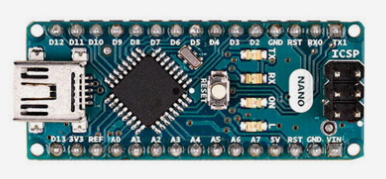 D12 D11 D10 D9 D8 D7 D6 D5 D4 D3 D2 GND RST RX0 TX1
TX
RX
ON
L
RESET
NANO
ICSP
D13 3V3 REF A0 A1 A2 A3 A4 A5 A6 A7 5V RST GND VIN